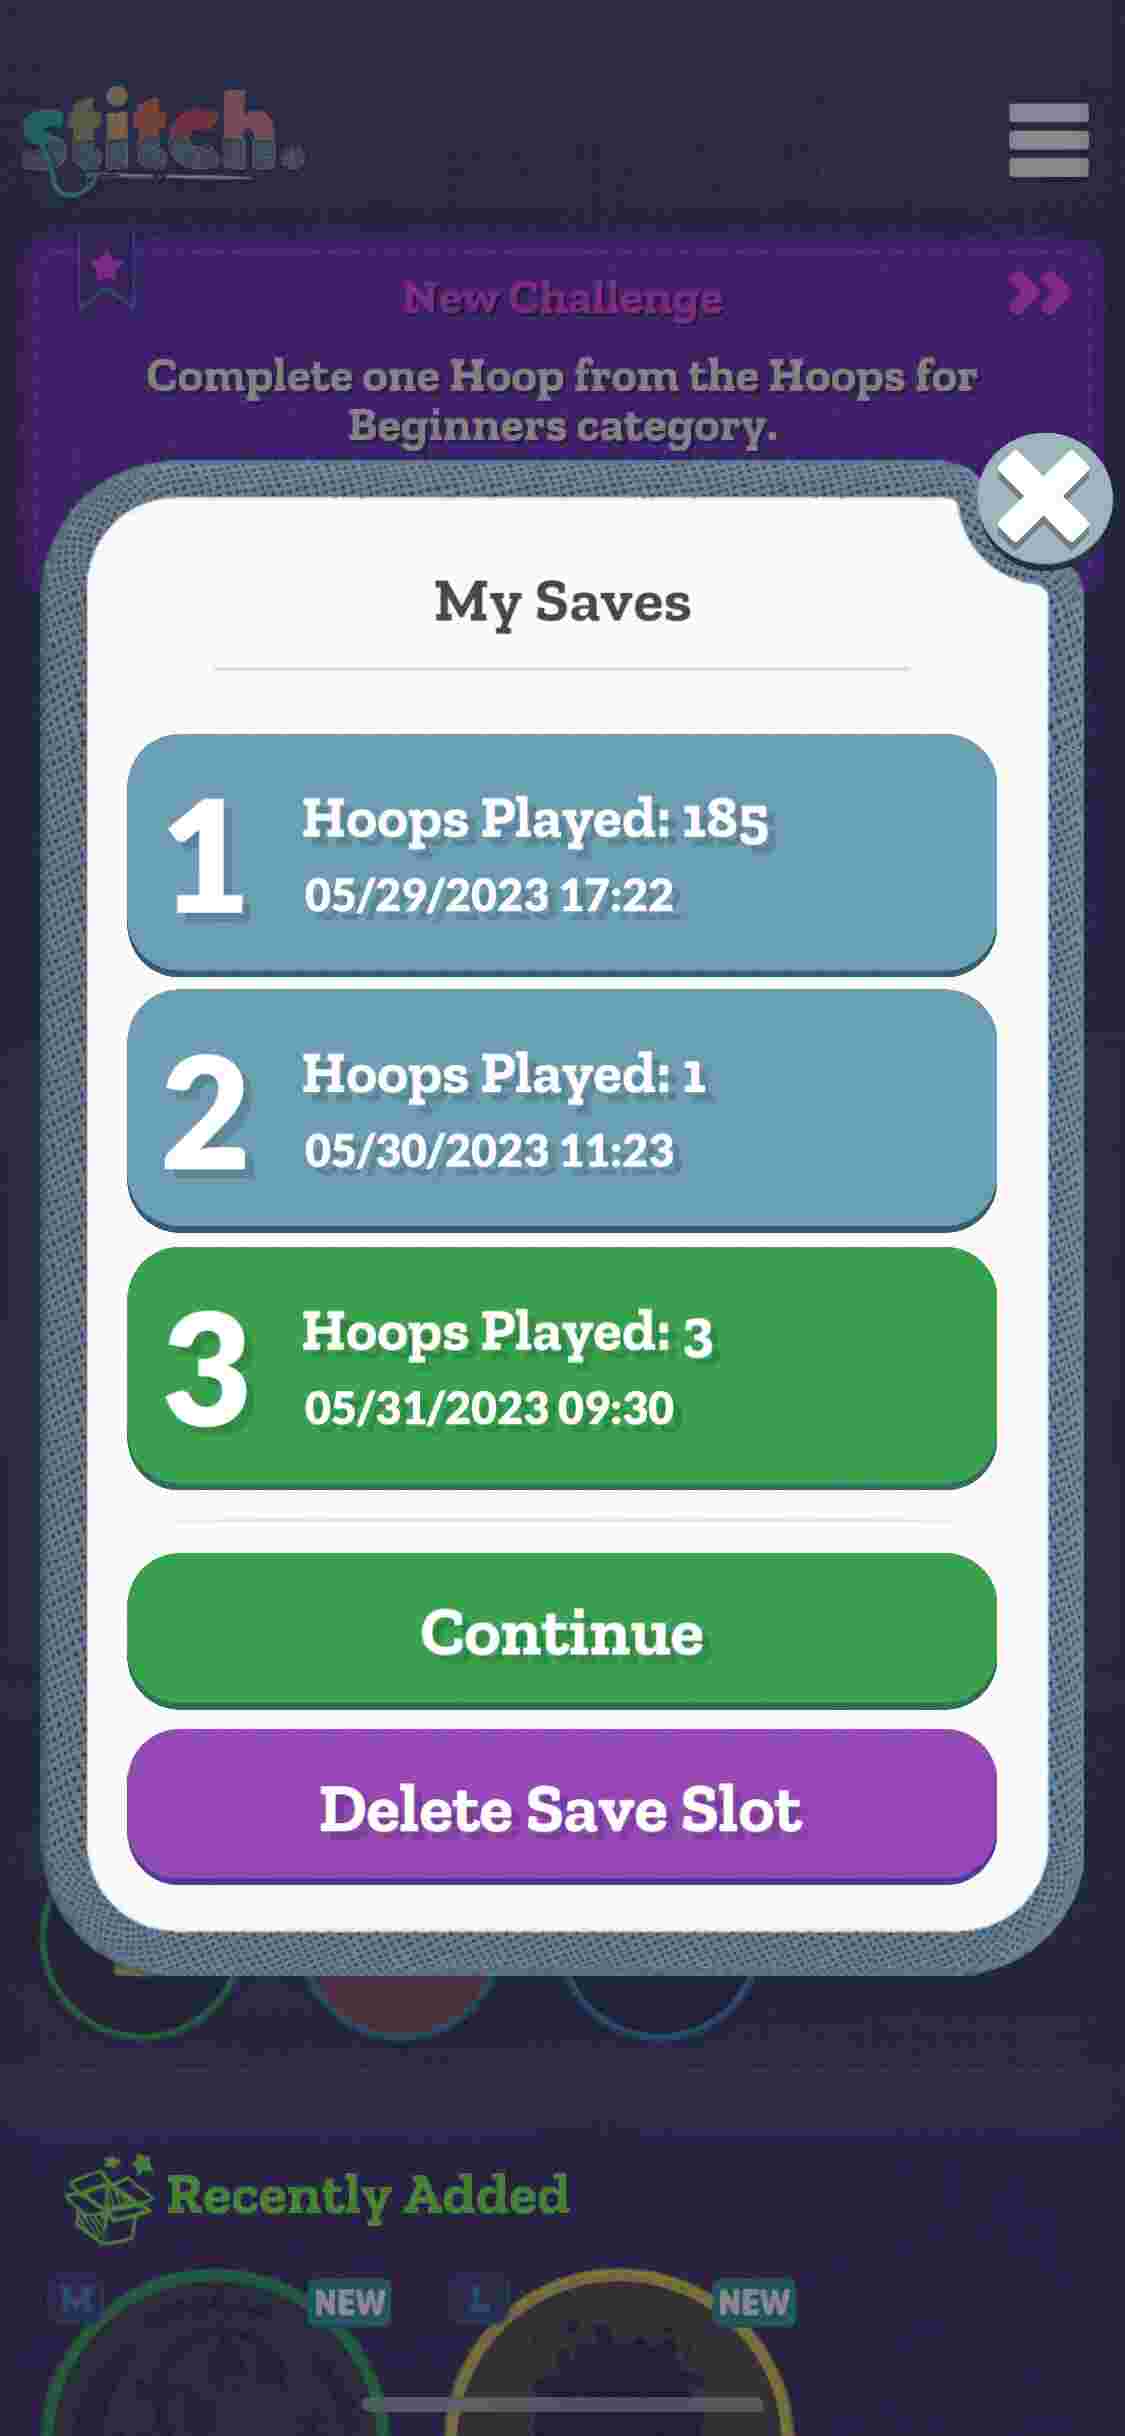 stitch.
New Challenge
Complete one Hoop from the Hoops for
Beginners category.
My Saves
1
Hoops Played: 185
05/29/2023 17:22
2
Hoops Played: 1
05/30/2023 11:23
3
Hoops Played: 3
05/31/2023 09:30
Continue
Delete Save Slot
Recently Added
M
NEW
L
NEW